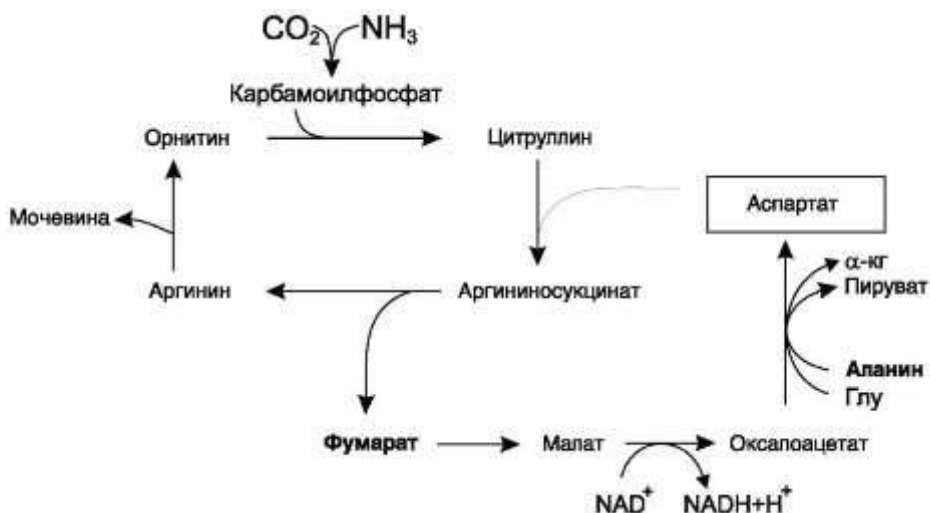 CO₂ NH₃
Карбамоилфосфат
Орнитин Цитруллин
Мочевина Аспартат
α-кг
Пируват
Аргинин Аргининосукцинат
Аланин
Глу
Фумарат Малат Оксалоацетат
NAD⁺ NADH+H⁺